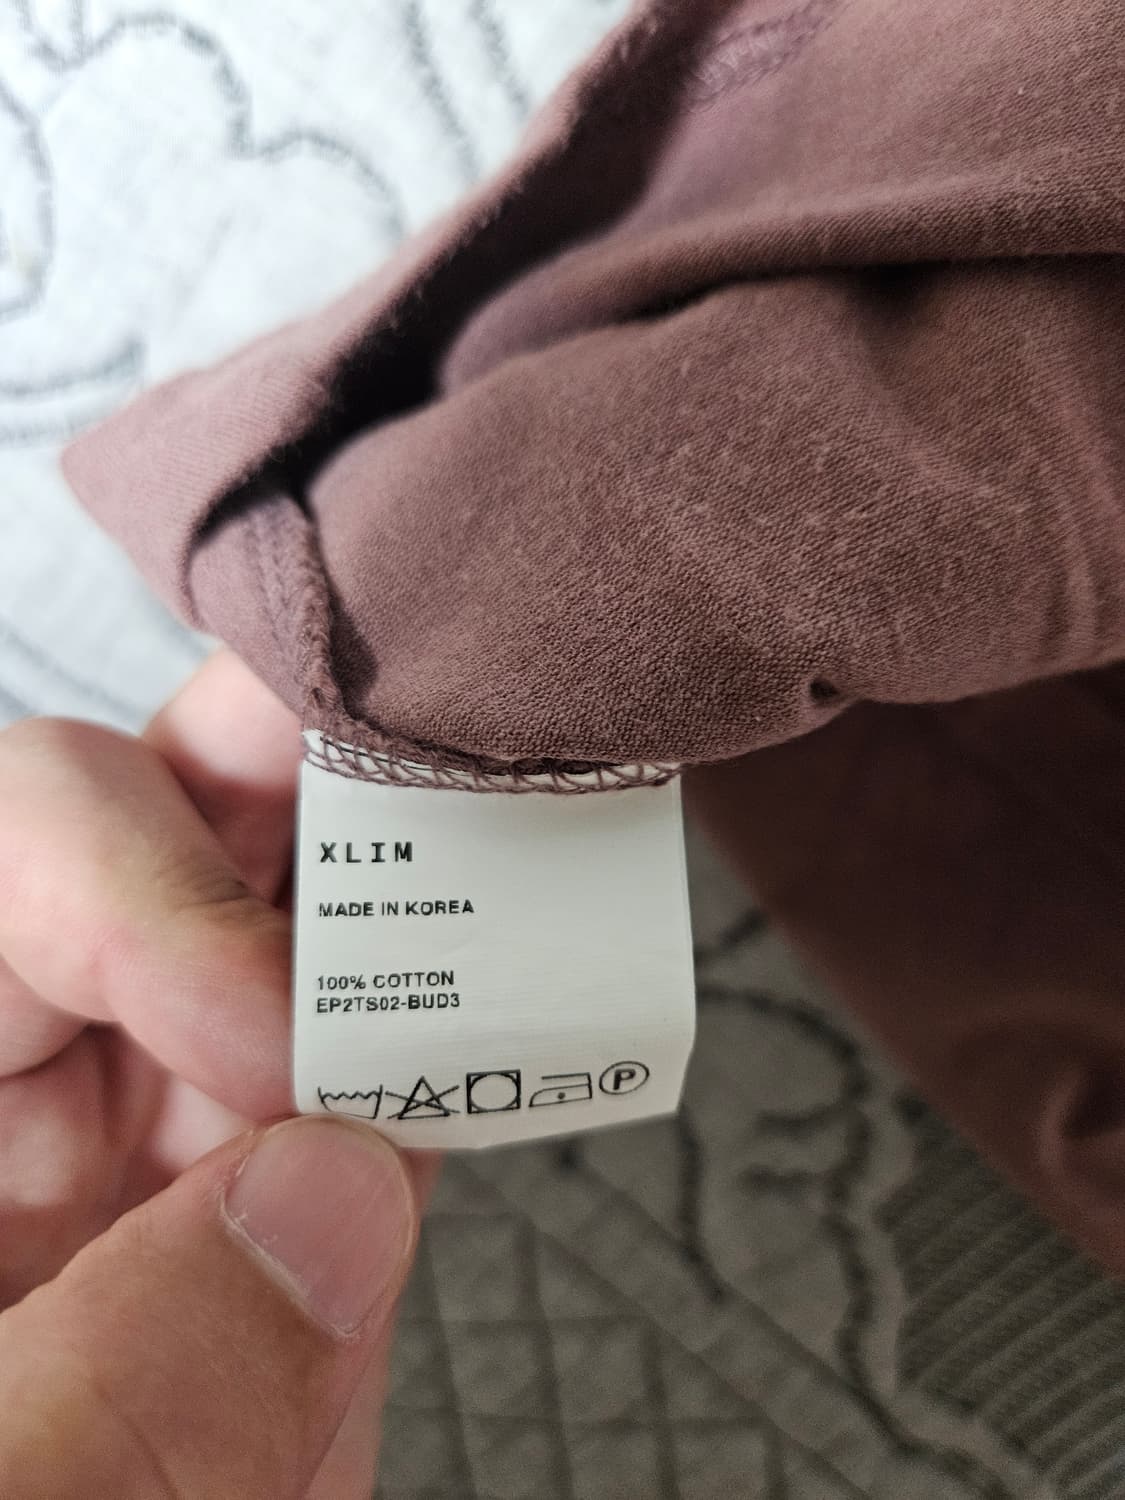 XLIM
MADE IN KOREA
100% COTTON
EP2TS02-BUD3
P